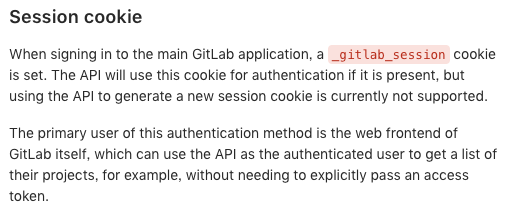 Session cookie
When signing in to the main GitLab application, a _gitlab_session cookie
is set. The API will use this cookie for authentication if it is present, but
using the API to generate a new session cookie is currently not supported.
The primary user of this authentication method is the web frontend of
GitLab itself, which can use the API as the authenticated user to get a list of
their projects, for example, without needing to explicitly pass an access
token.